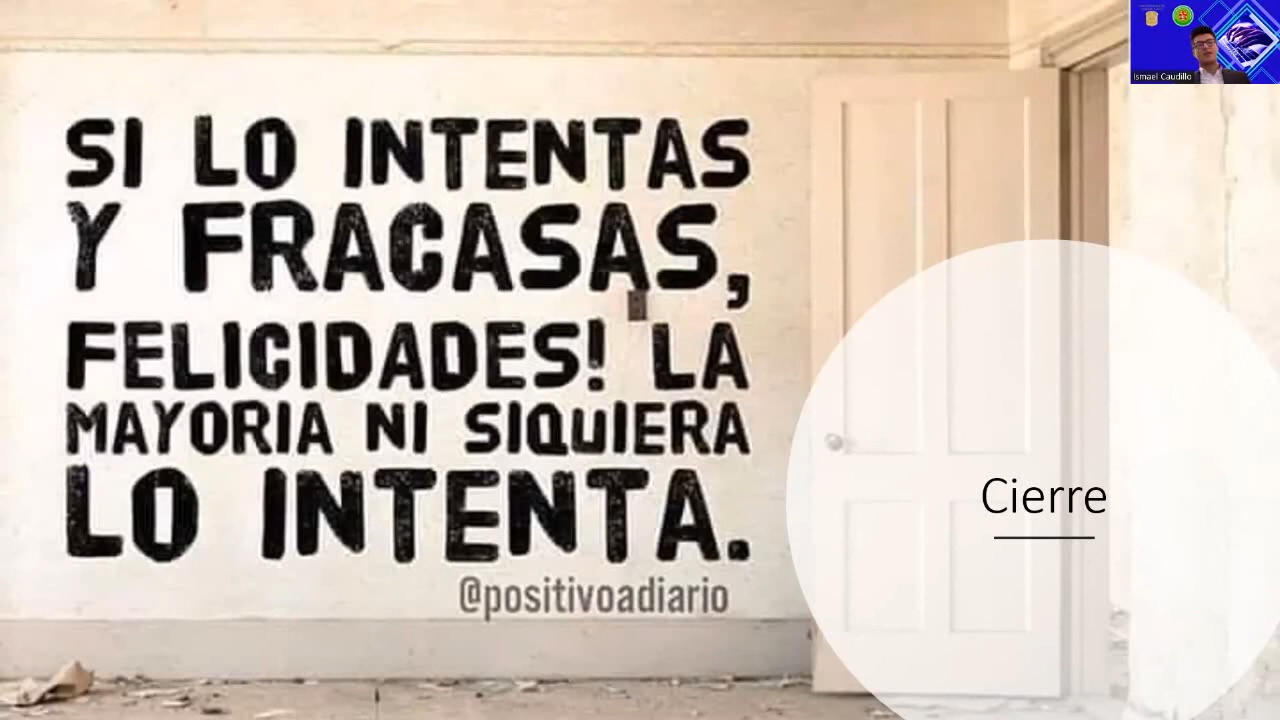 SI LO INTENTAS
Y FRACASAS,
FELICIDADES! LA
MAYORIA NI SIQUIERA
LO INTENTA.
@positivoadiario
Cierre
Ismael Caudillo